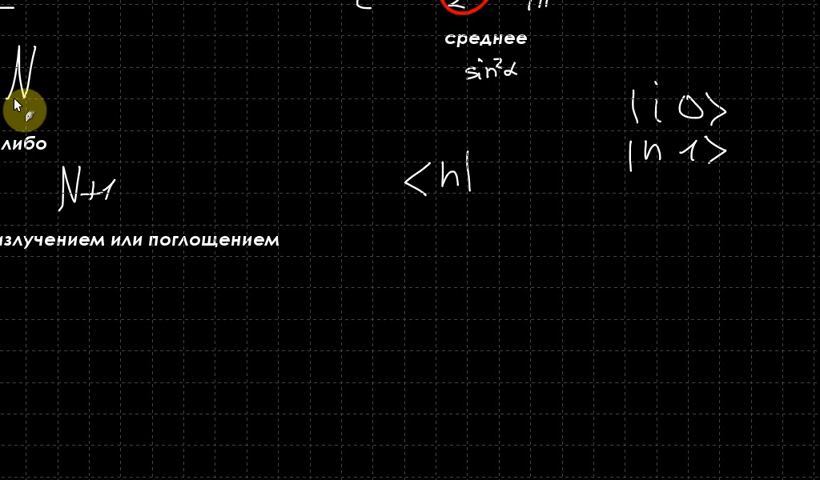 среднее
sin²α
N
|i 0>
либо
|n 1>
N+1
<n|
излучением или поглощением